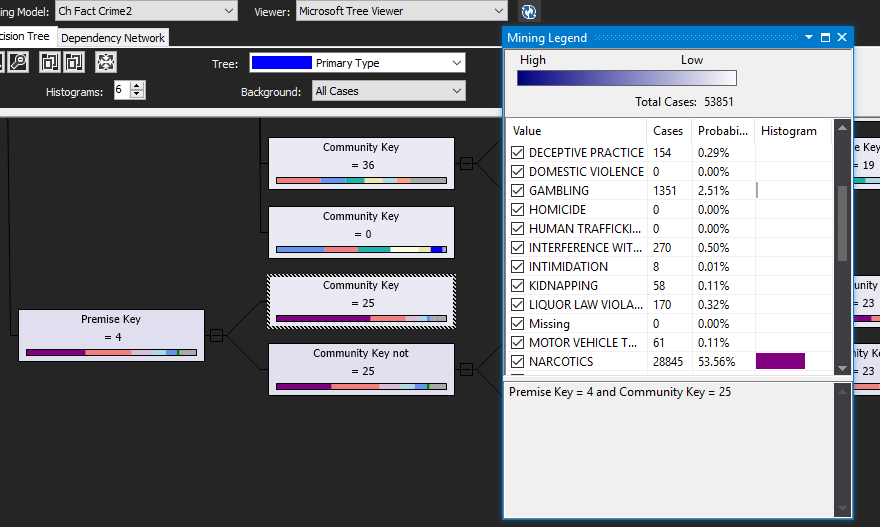 ng Model: Ch Fact Crime2 Viewer: Microsoft Tree Viewer
cision Tree Dependency Network
Tree: Primary Type
Histograms: 6 Background: All Cases
Community Key
= 36
Community Key
= 0
Community Key
= 25
Premise Key
= 4
Community Key not
= 25
Mining Legend
High Low
Total Cases: 53851
Value Cases Probabi... Histogram
DECEPTIVE PRACTICE 154 0.29%
DOMESTIC VIOLENCE 0 0.00%
GAMBLING 1351 2.51%
HOMICIDE 0 0.00%
HUMAN TRAFFICKI... 0 0.00%
INTERFERENCE WIT... 270 0.50%
INTIMIDATION 8 0.01%
KIDNAPPING 58 0.11%
LIQUOR LAW VIOLA... 170 0.32%
Missing 0 0.00%
MOTOR VEHICLE T... 61 0.11%
NARCOTICS 28845 53.56%
Premise Key = 4 and Community Key = 25
e Key
= 19
unity
= 23
ity Ke
= 23